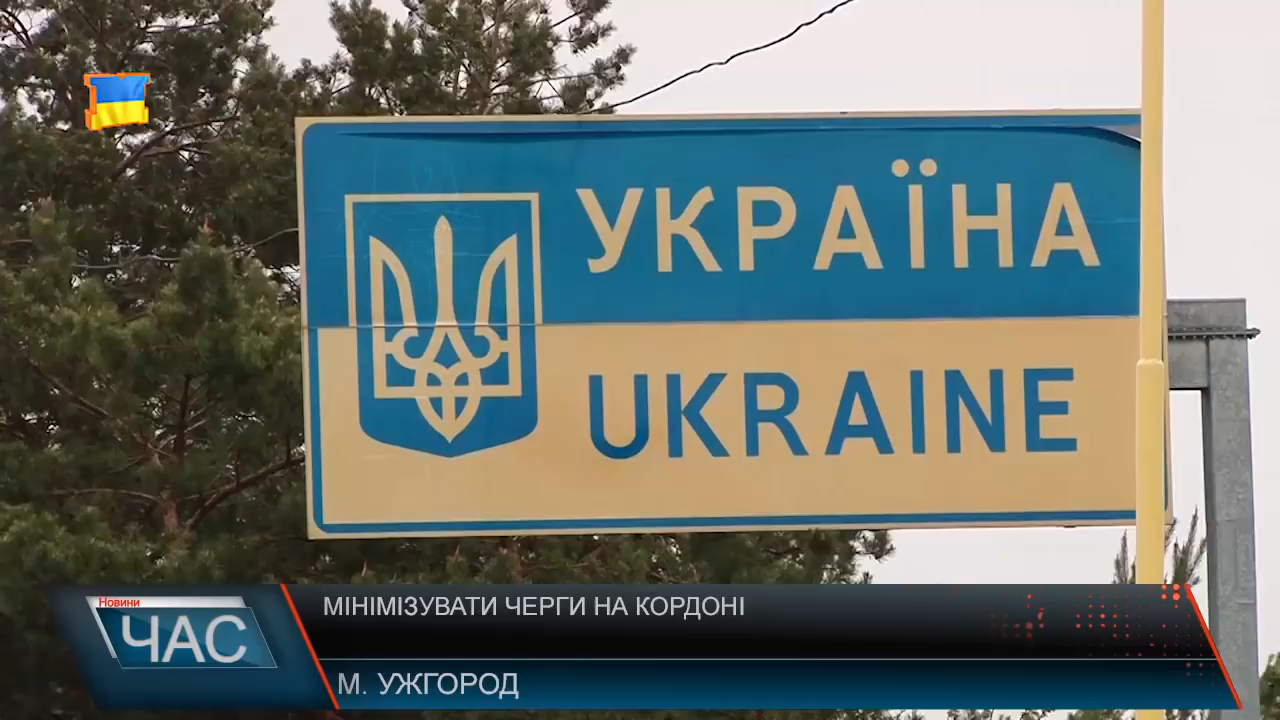 УКРАЇНА
UKRAINE
Новини
ЧАС
МІНІМІЗУВАТИ ЧЕРГИ НА КОРДОНІ
М. УЖГОРОД